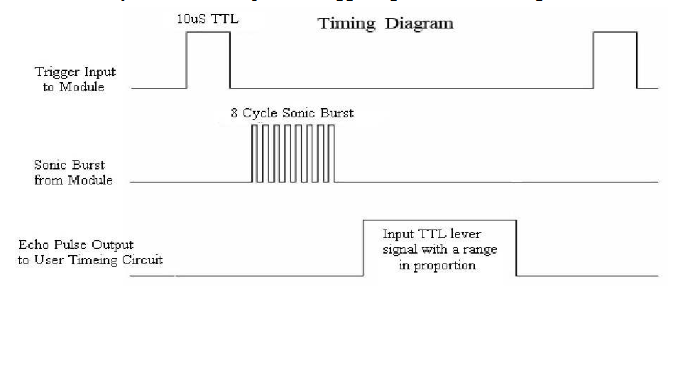 10uS TTL
Timing Diagram
Trigger Input
to Module
8 Cycle Sonic Burst
Sonic Burst
from Module
Echo Pulse Output
to User Timeing Circuit
Input TTL lever
signal with a range
in proportion